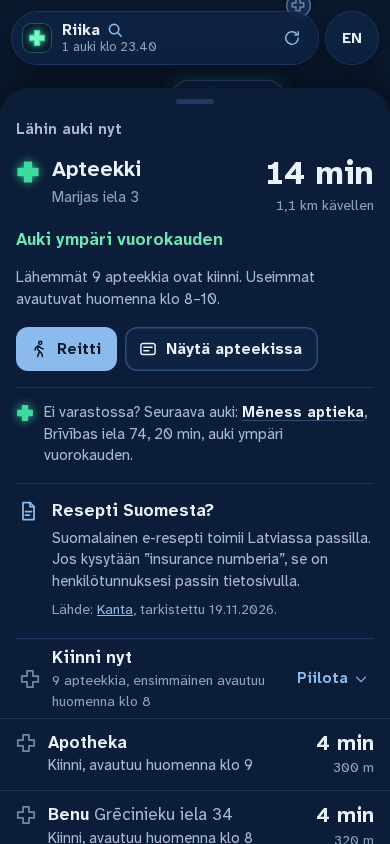 Riika
1 auki klo 23.40
EN
Lähin auki nyt
Apteekki
14 min
Marijas iela 3
1,1 km kävellen
Auki ympäri vuorokauden
Lähemmät 9 apteekkia ovat kiinni. Useimmat
avautuvat huomenna klo 8–10.
Reitti
Näytä apteekissa
Ei varastossa? Seuraava auki: Mēness aptieka,
Brīvības iela 74, 20 min, auki ympäri
vuorokauden.
Resepti Suomesta?
Suomalainen e-resepti toimii Latviassa passilla.
Jos kysytään ”insurance numberia”, se on
henkilötunnuksesi passin tietosivulla.
Lähde: Kanta, tarkistettu 19.11.2026.
Kiinni nyt
9 apteekkia, ensimmäinen avautuu
huomenna klo 8
Piilota
Apotheka
4 min
Kiinni, avautuu huomenna klo 9
300 m
Benu Grēcinieku iela 34
4 min
Kiinni, avautuu huomenna klo 8
320 m